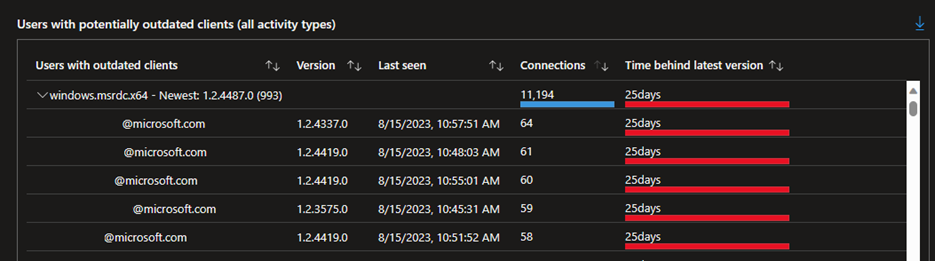 Users with potentially outdated clients (all activity types)
Users with outdated clients Version Last seen Connections Time behind latest version
windows.msrdc.x64 - Newest: 1.2.4487.0 (993) 11,194 25days
@microsoft.com 1.2.4337.0 8/15/2023, 10:57:51 AM 64 25days
@microsoft.com 1.2.4419.0 8/15/2023, 10:48:03 AM 61 25days
@microsoft.com 1.2.4419.0 8/15/2023, 10:55:01 AM 60 25days
@microsoft.com 1.2.3575.0 8/15/2023, 10:45:31 AM 59 25days
@microsoft.com 1.2.4419.0 8/15/2023, 10:51:52 AM 58 25days